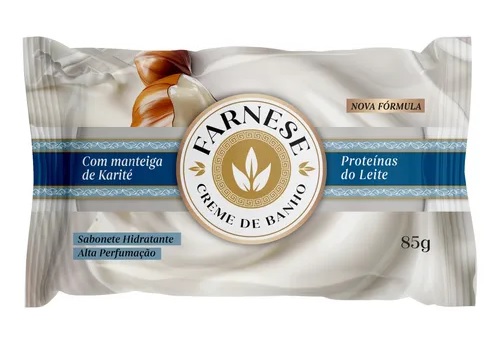 NOVA FÓRMULA
FARNESE
CREME DE BANHO
Com manteiga
de Karité
Proteínas
do Leite
Sabonete Hidratante
Alta Perfumação
85g